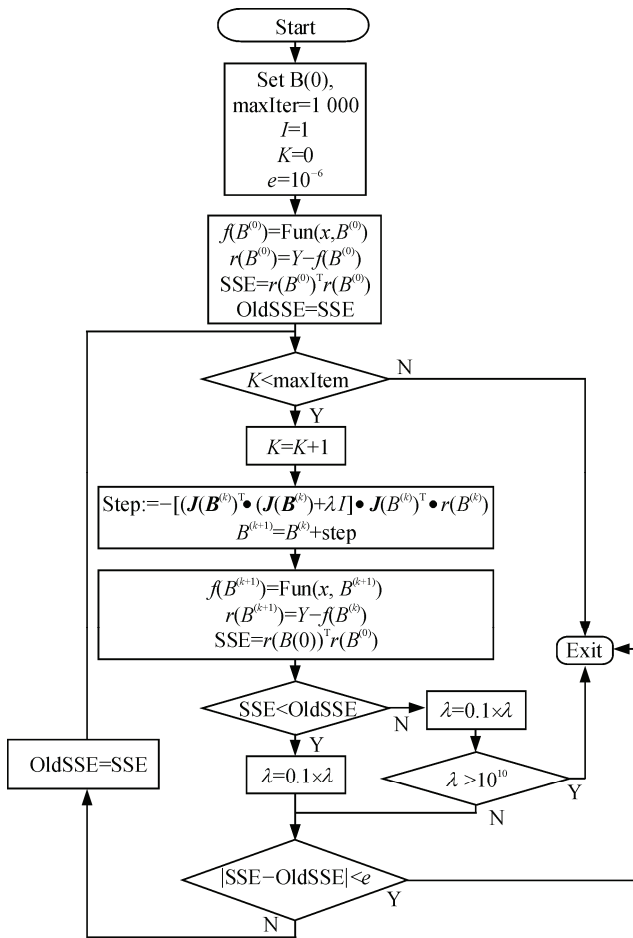 Start
Set B(0),
maxIter=1 000
I=1
K=0
e=10⁻⁶
f(B⁽⁰⁾)=Fun(x,B⁽⁰⁾)
r(B⁽⁰⁾)=Y−f(B⁽⁰⁾)
SSE=r(B⁽⁰⁾)ᵀr(B⁽⁰⁾)
OldSSE=SSE
K<maxItem
N
Y
K=K+1
Step:=−[(J(B⁽ᵏ⁾)ᵀ•(J(B⁽ᵏ⁾)+λI]•J(B⁽ᵏ⁾)ᵀ•r(B⁽ᵏ⁾)
B⁽ᵏ⁺¹⁾=B⁽ᵏ⁾+step
f(B⁽ᵏ⁺¹⁾)=Fun(x, B⁽ᵏ⁺¹⁾)
r(B⁽ᵏ⁺¹⁾)=Y−f(B⁽ᵏ⁾)
SSE=r(B(0))ᵀr(B⁽⁰⁾)
Exit
SSE<OldSSE
N
λ=0.1×λ
Y
OldSSE=SSE
λ=0.1×λ
λ>10¹⁰
Y
N
|SSE−OldSSE|<e
Y
N